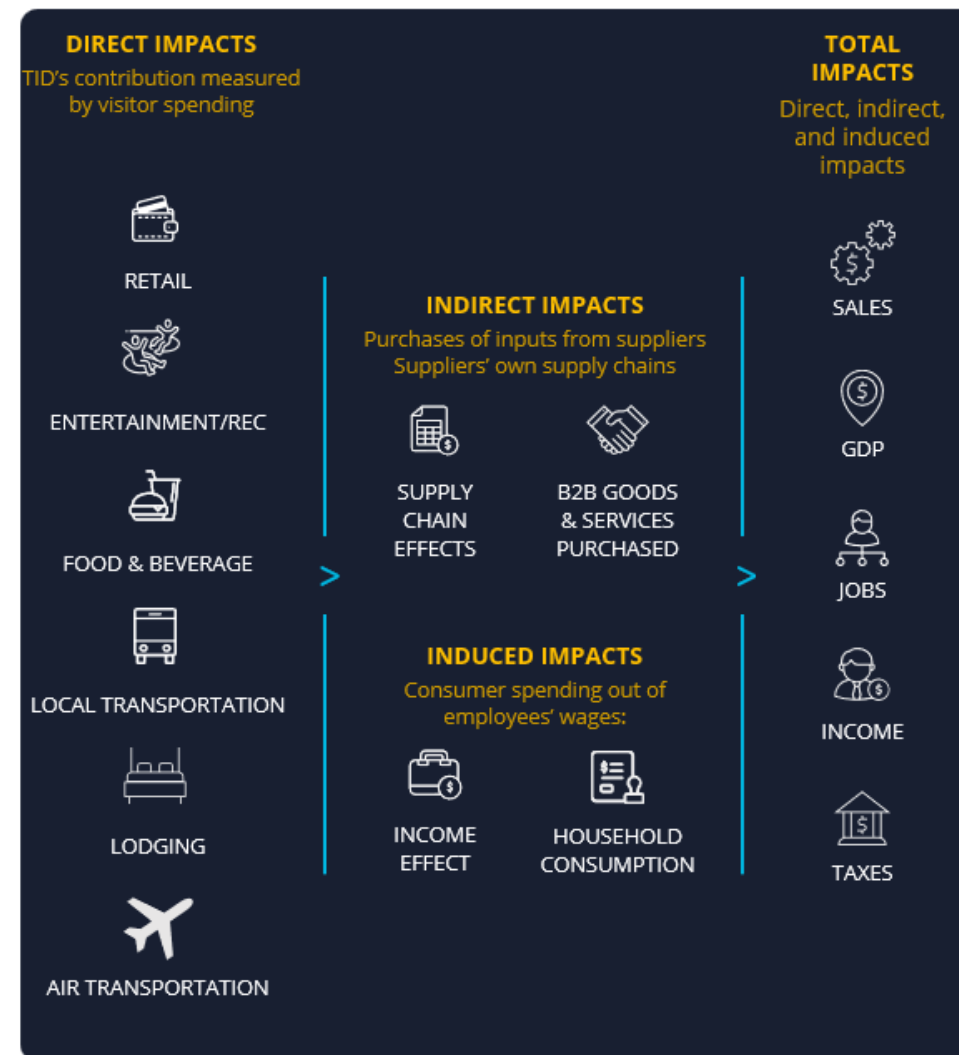 DIRECT IMPACTS
TID's contribution measured
by visitor spending
RETAIL
ENTERTAINMENT/REC
FOOD & BEVERAGE
LOCAL TRANSPORTATION
LODGING
AIR TRANSPORTATION
>
INDIRECT IMPACTS
Purchases of inputs from suppliers
Suppliers' own supply chains
SUPPLY
CHAIN
EFFECTS
B2B GOODS
& SERVICES
PURCHASED
INDUCED IMPACTS
Consumer spending out of
employees' wages:
INCOME
EFFECT
HOUSEHOLD
CONSUMPTION
>
TOTAL
IMPACTS
Direct, indirect,
and induced
impacts
SALES
GDP
JOBS
INCOME
TAXES